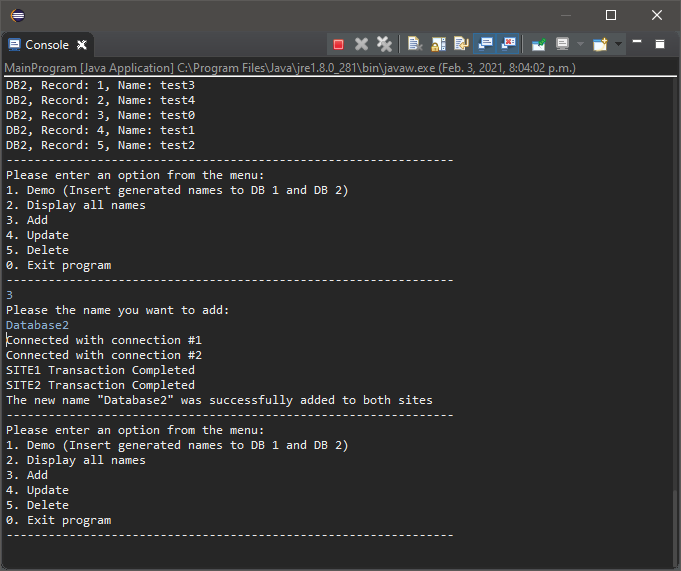 Console
MainProgram [Java Application] C:\Program Files\Java\jre1.8.0_281\bin\javaw.exe (Feb. 3, 2021, 8:04:02 p.m.)
DB2, Record: 1, Name: test3
DB2, Record: 2, Name: test4
DB2, Record: 3, Name: test0
DB2, Record: 4, Name: test1
DB2, Record: 5, Name: test2
----------------------------------------------------------------
Please enter an option from the menu:
1. Demo (Insert generated names to DB 1 and DB 2)
2. Display all names
3. Add
4. Update
5. Delete
0. Exit program
----------------------------------------------------------------
3
Please the name you want to add:
Database2
Connected with connection #1
Connected with connection #2
SITE1 Transaction Completed
SITE2 Transaction Completed
The new name "Database2" was successfully added to both sites
----------------------------------------------------------------
Please enter an option from the menu:
1. Demo (Insert generated names to DB 1 and DB 2)
2. Display all names
3. Add
4. Update
5. Delete
0. Exit program
----------------------------------------------------------------